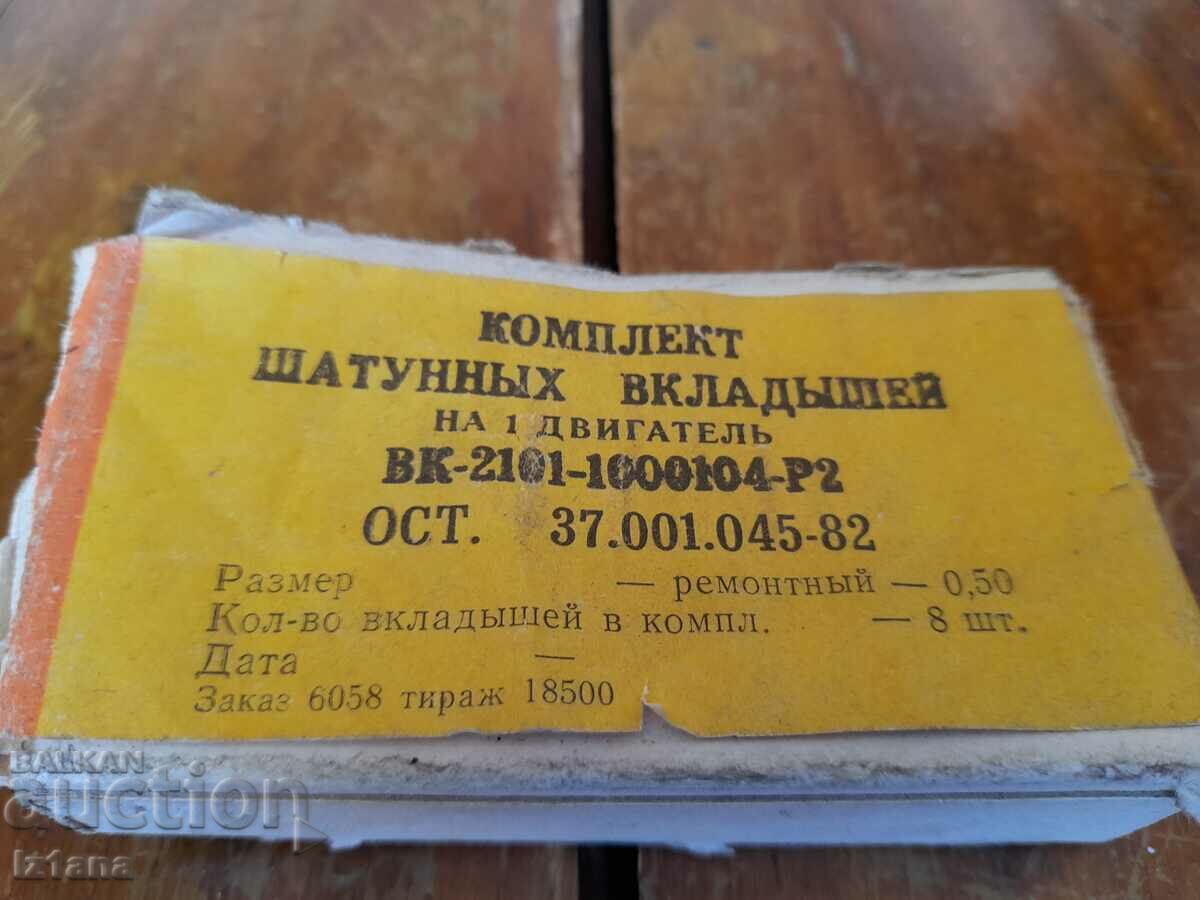 КОМПЛЕКТ
ШАТУННЫХ ВКЛАДЫШЕЙ
НА 1 ДВИГАТЕЛЬ
ВК-2101-1000104-Р2
ОСТ. 37.001.045-82
Размер — ремонтный — 0,50
Кол-во вкладышей в компл. — 8 шт.
Дата —
Заказ 6058 тираж 18500
BALKAN
auction
Iz1ana